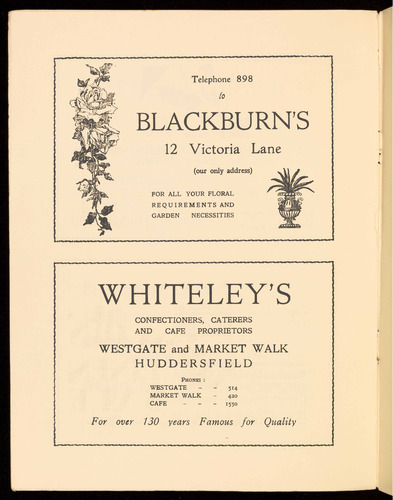 Telephone 898
to
BLACKBURN'S
12 Victoria Lane
(our only address)
FOR ALL YOUR FLORAL
REQUIREMENTS AND
GARDEN NECESSITIES
WHITELEY'S
CONFECTIONERS, CATERERS
AND CAFE PROPRIETORS
WESTGATE and MARKET WALK
HUDDERSFIELD
PHONES :
WESTGATE – – 514
MARKET WALK – 420
CAFE – – – 1550
For over 130 years Famous for Quality